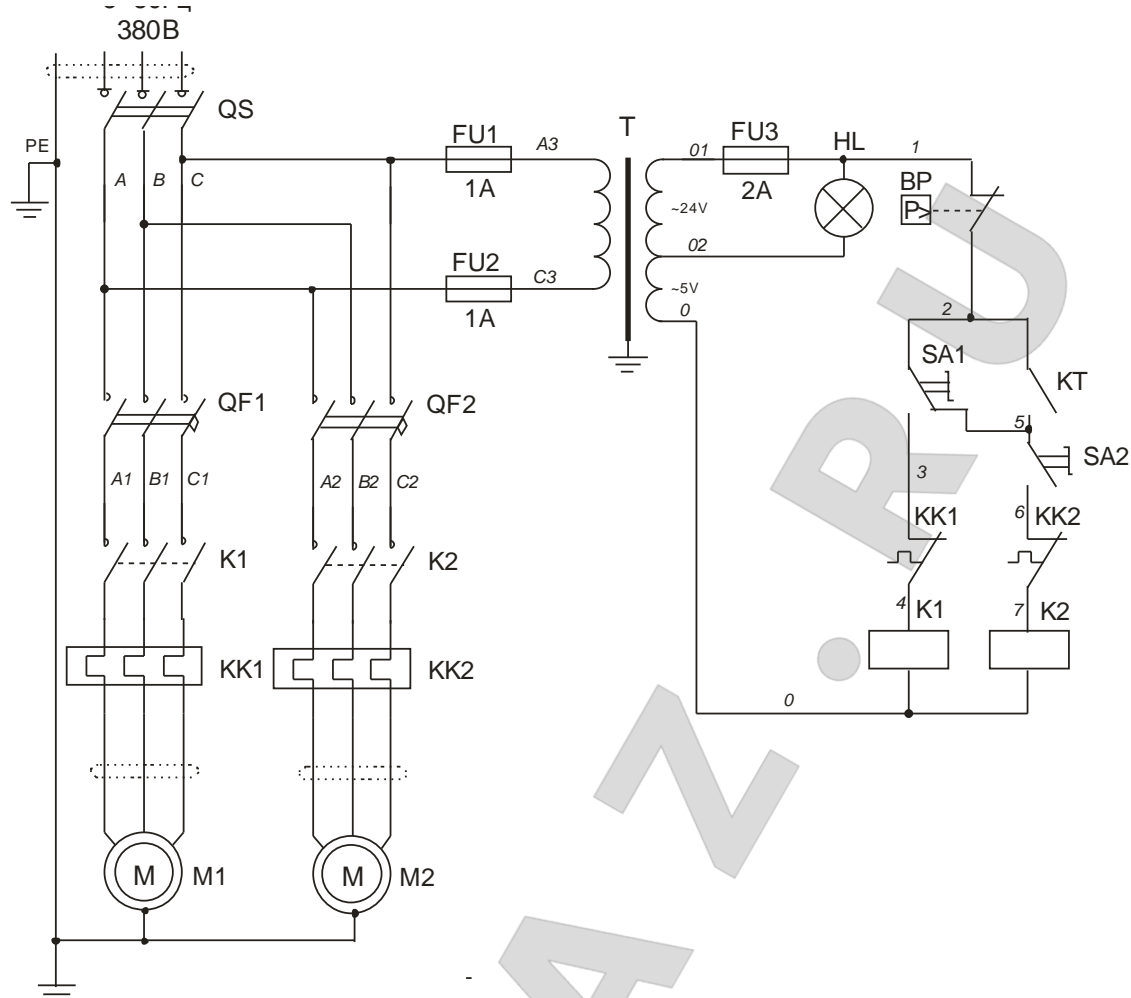 380В
QS
PE
A B C
FU1
1A
A3
FU2
1A
C3
T
01
FU3
2A
HL
1
~24V
02
~5V
0
BP
P>
2
SA1
KT
5
SA2
3
6
KK1
KK2
4
K1
7
K2
0
QF1
QF2
A1 B1 C1
A2 B2 C2
K1
K2
KK1
KK2
M
M1
M
M2
-
AZ.RU